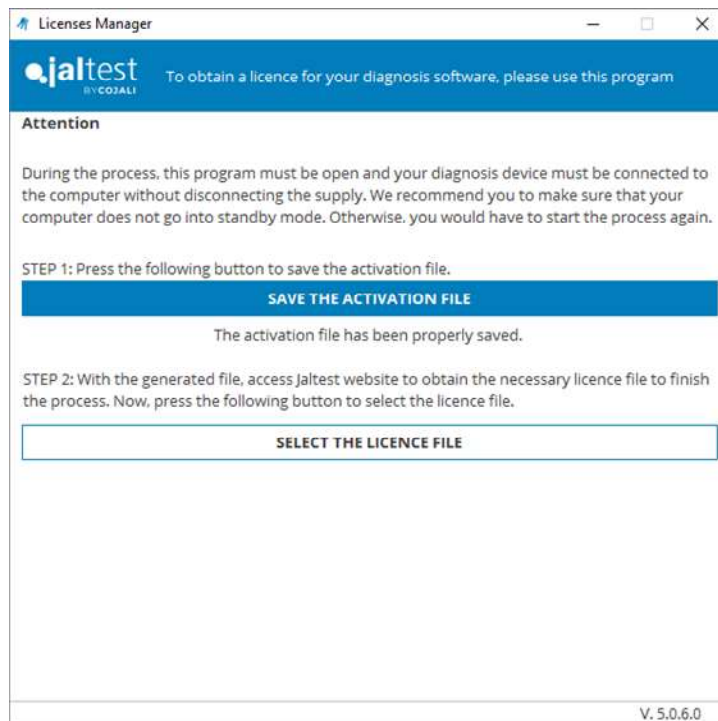 Licenses Manager
jaltest
BY COJALI
To obtain a licence for your diagnosis software, please use this program
Attention
During the process, this program must be open and your diagnosis device must be connected to
the computer without disconnecting the supply. We recommend you to make sure that your
computer does not go into standby mode. Otherwise, you would have to start the process again.
STEP 1: Press the following button to save the activation file.
SAVE THE ACTIVATION FILE
The activation file has been properly saved.
STEP 2: With the generated file, access Jaltest website to obtain the necessary licence file to finish
the process. Now, press the following button to select the licence file.
SELECT THE LICENCE FILE
V. 5.0.6.0